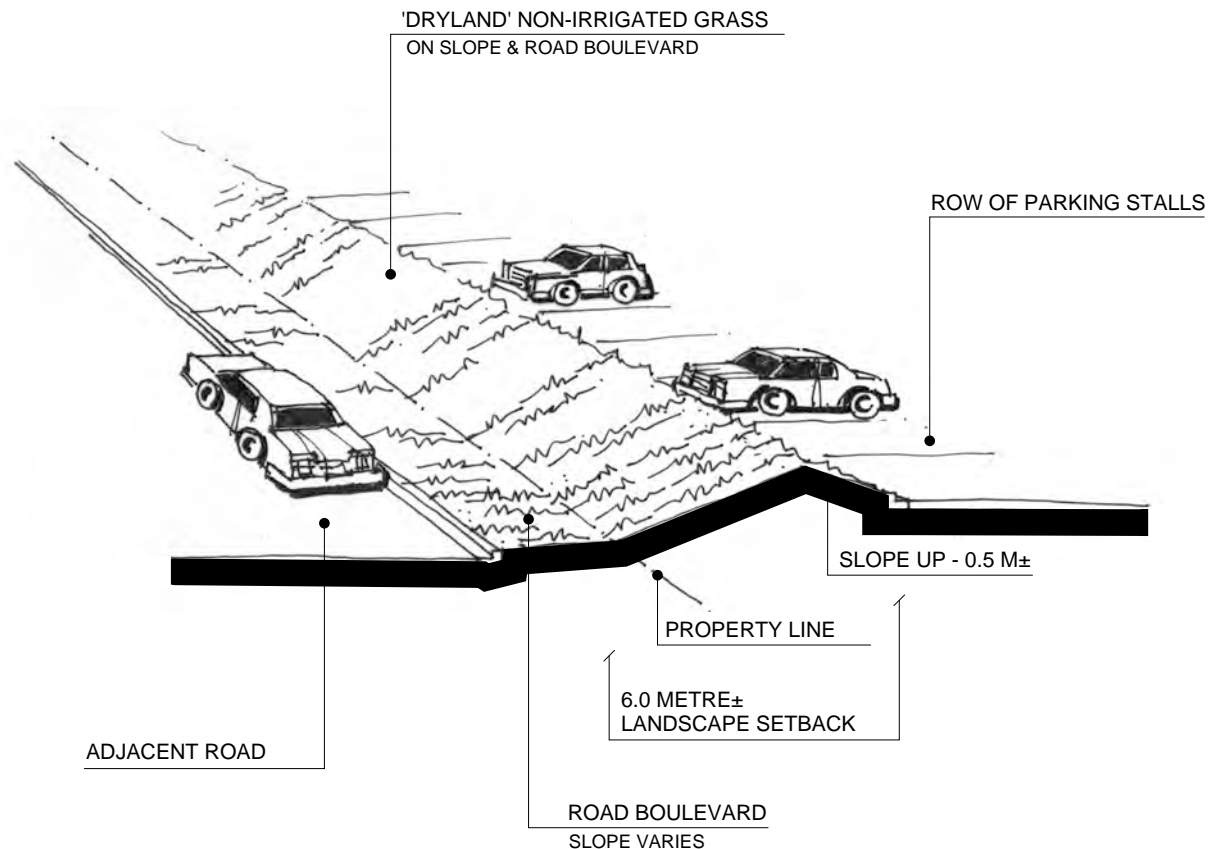 'DRYLAND' NON-IRRIGATED GRASS
ON SLOPE & ROAD BOULEVARD
ROW OF PARKING STALLS
SLOPE UP - 0.5 M±
PROPERTY LINE
6.0 METRE±
LANDSCAPE SETBACK
ADJACENT ROAD
ROAD BOULEVARD
SLOPE VARIES